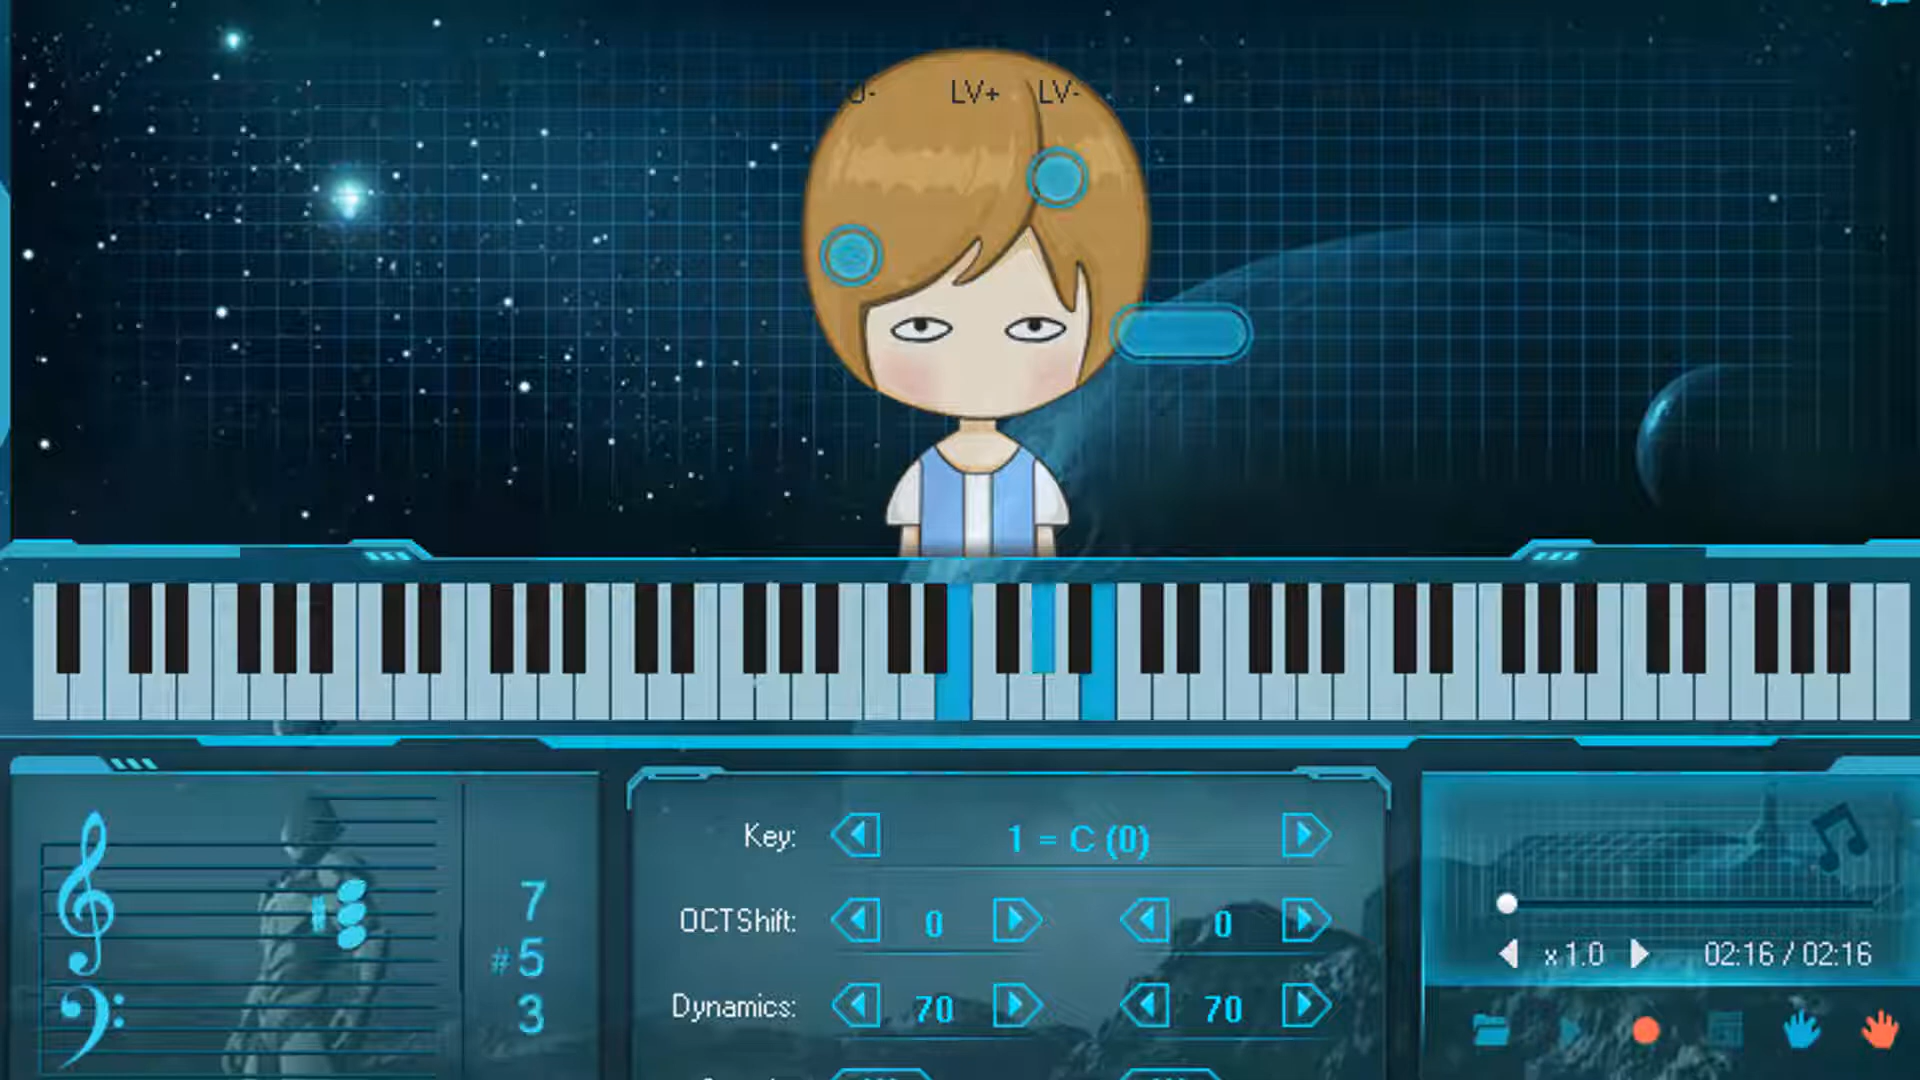 LV+ LV-
7
#5
3
Key: 1 = C (0)
OCTShift: 0 0
Dynamics: 70 70
x 1.0 02:16 / 02:16